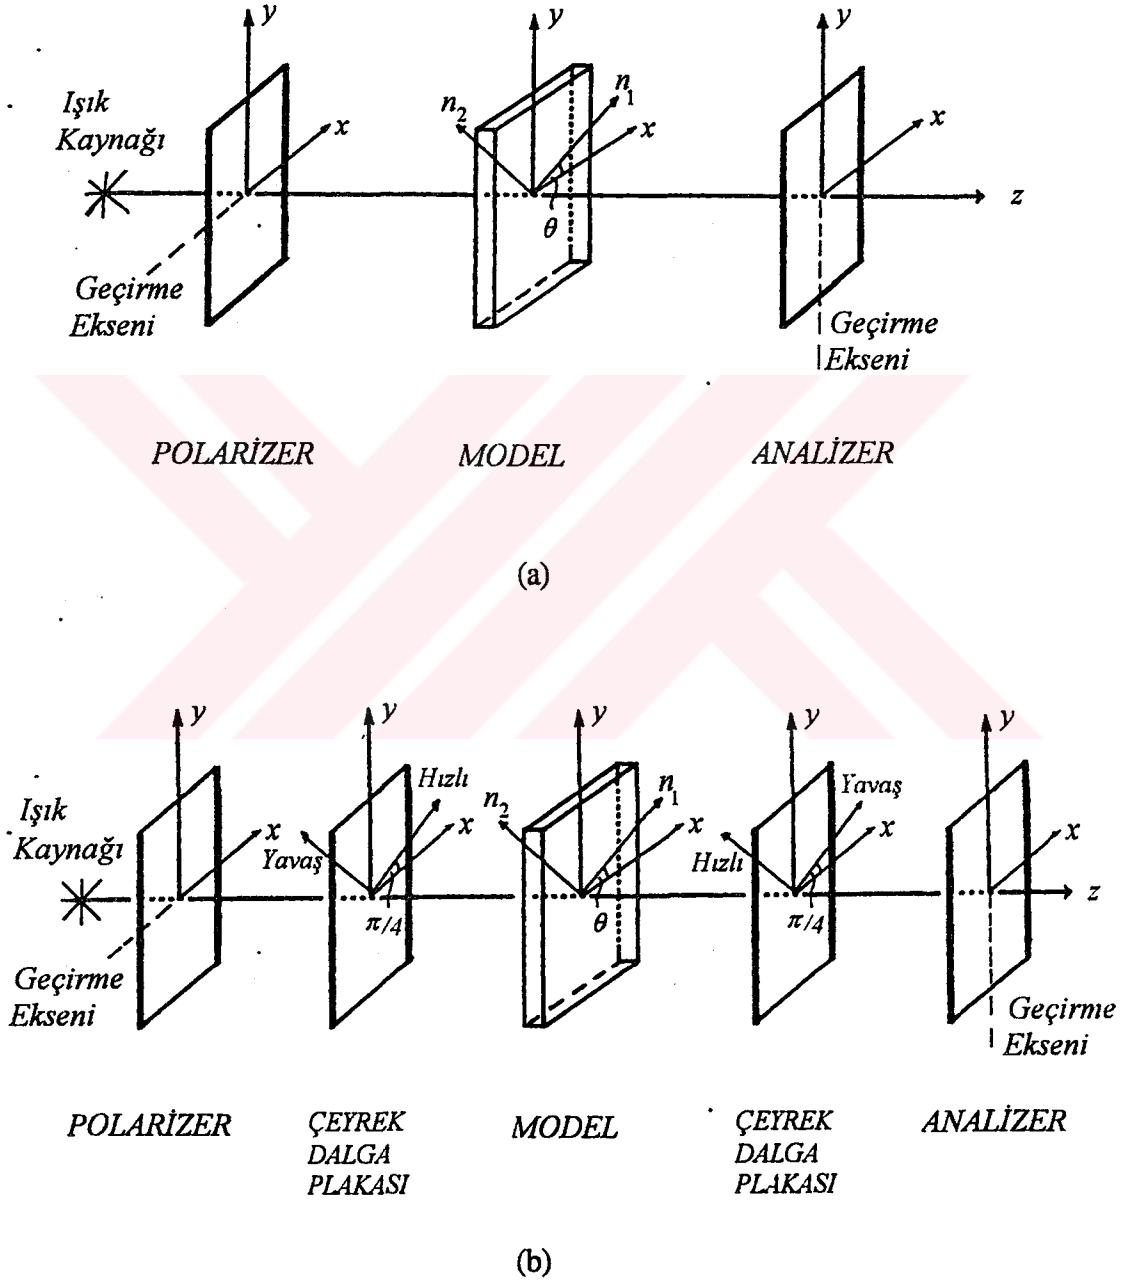 y
y
y
Işık
Kaynağı
x
n2
n1
x
x
θ
z
Geçirme
Ekseni
Geçirme
Ekseni
POLARİZER
MODEL
ANALİZER
(a)
y
y
y
y
y
Işık
Kaynağı
x
Hızlı
Yavaş
x
π/4
n2
n1
x
θ
Yavaş
Hızlı
x
π/4
x
z
Geçirme
Ekseni
Geçirme
Ekseni
POLARİZER
ÇEYREK
DALGA
PLAKASI
MODEL
ÇEYREK
DALGA
PLAKASI
ANALİZER
(b)